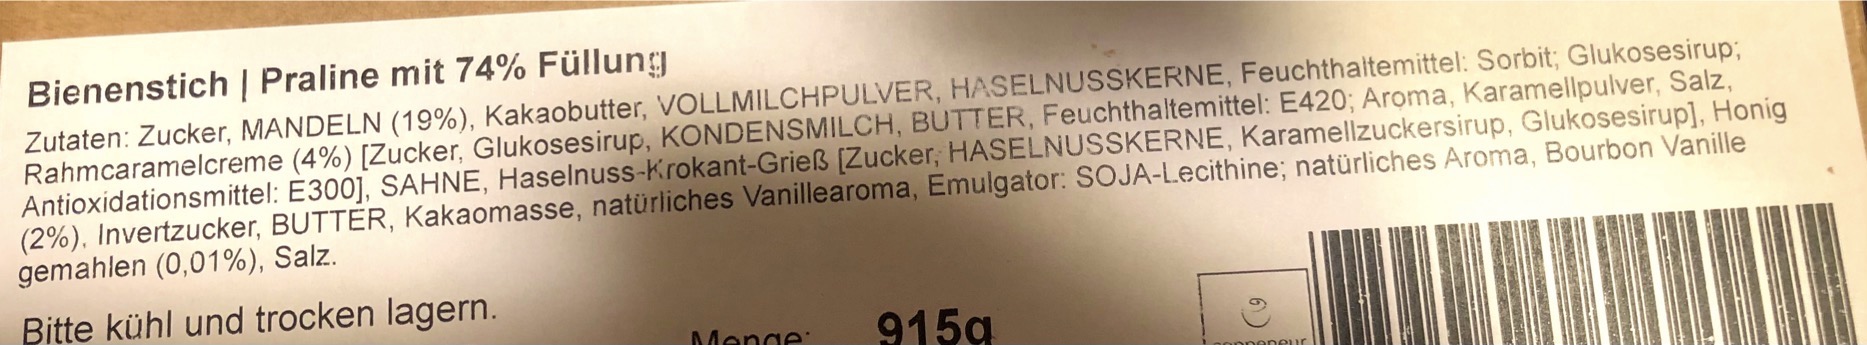 Bienenstich | Praline mit 74% Füllung
Zutaten: Zucker, MANDELN (19%), Kakaobutter, VOLLMILCHPULVER, HASELNUSSKERNE, Feuchthaltemittel: Sorbit; Glukosesirup;
Rahmcaramelcreme (4%) [Zucker, Glukosesirup, KONDENSMILCH, BUTTER, Feuchthaltemittel: E420; Aroma, Karamellpulver, Salz,
Antioxidationsmittel: E300], SAHNE, Haselnuss-Krokant-Grieß [Zucker, HASELNUSSKERNE, Karamellzuckersirup, Glukosesirup], Honig
(2%), Invertzucker, BUTTER, Kakaomasse, natürliches Vanillearoma, Emulgator: SOJA-Lecithine; natürliches Aroma, Bourbon Vanille
gemahlen (0,01%), Salz.
Bitte kühl und trocken lagern.
Menge: 915g